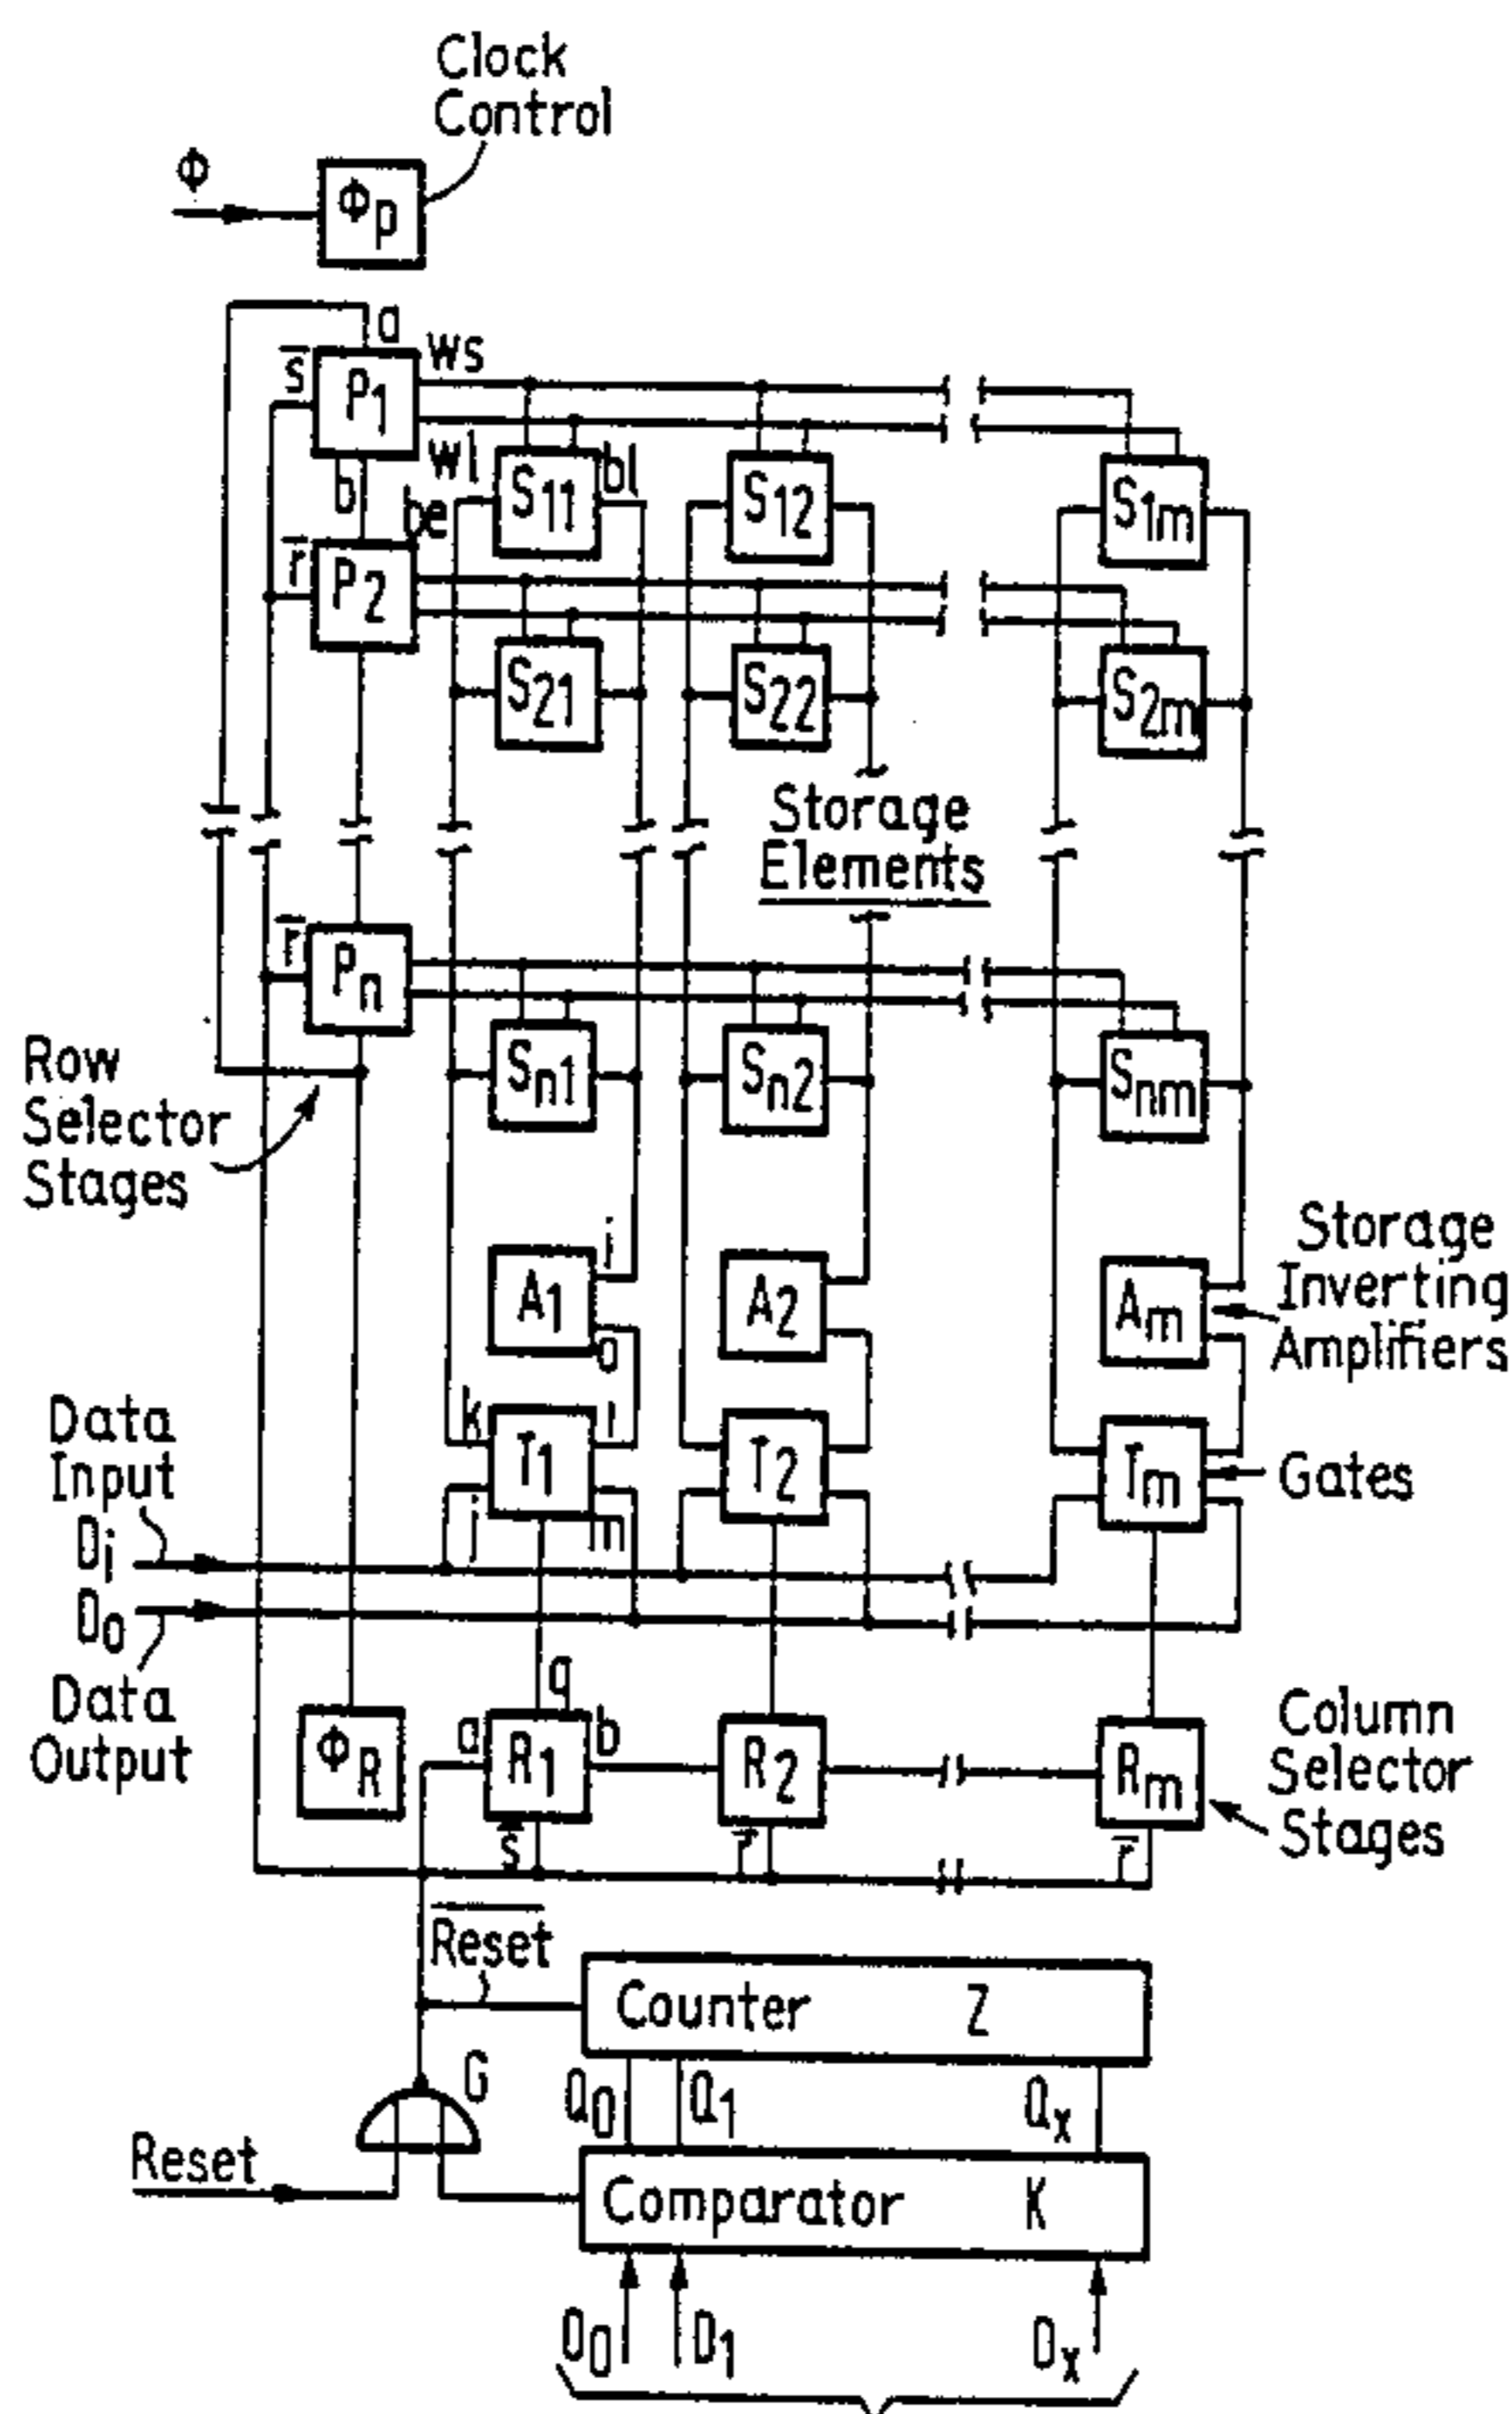 Clock
Control
Φ
Φp
a
s̅
P1
ws
wl
bl
b
be
S11
S12
S1m
r̅
P2
S21
S22
S2m
Storage
Elements
r̅
Pn
Sn1
Sn2
Snm
Row
Selector
Stages
i
A1
o
A2
Am
Storage
Inverting
Amplifiers
k
T1
l
T2
Tm
Gates
j
m
Data
Input
Di
Do
Data
Output
ΦR
q
a
R1
b
R2
Rm
Column
Selector
Stages
s̅
r̅
r̅
R̅e̅s̅e̅t̅
Counter Z
G
Q0
Q1
Qx
Reset
Comparator K
D0
D1
Dx